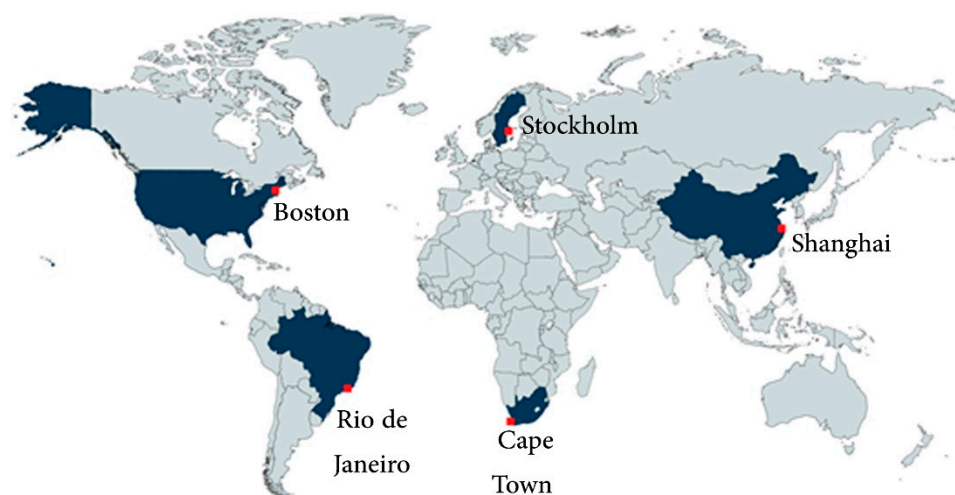 Stockholm
Boston
Shanghai
Rio de
Janeiro
Cape
Town